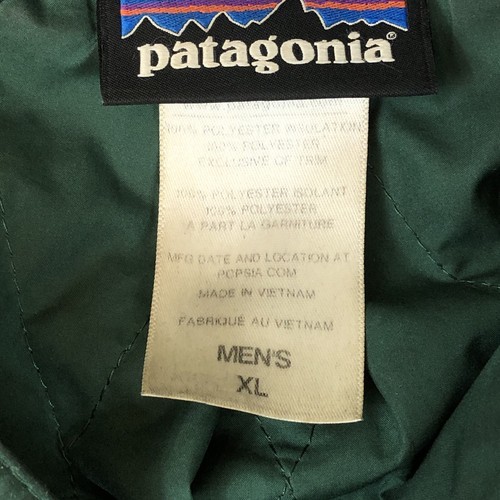 patagonia®
100% POLYESTER INSULATION
100% POLYESTER
EXCLUSIVE OF TRIM
100% POLYESTER ISOLANT
100% POLYESTER
A PART LA GARNITURE
MFG DATE AND LOCATION AT
PCPSIA.COM
MADE IN VIETNAM
FABRIQUÉ AU VIETNAM
MEN'S
XL